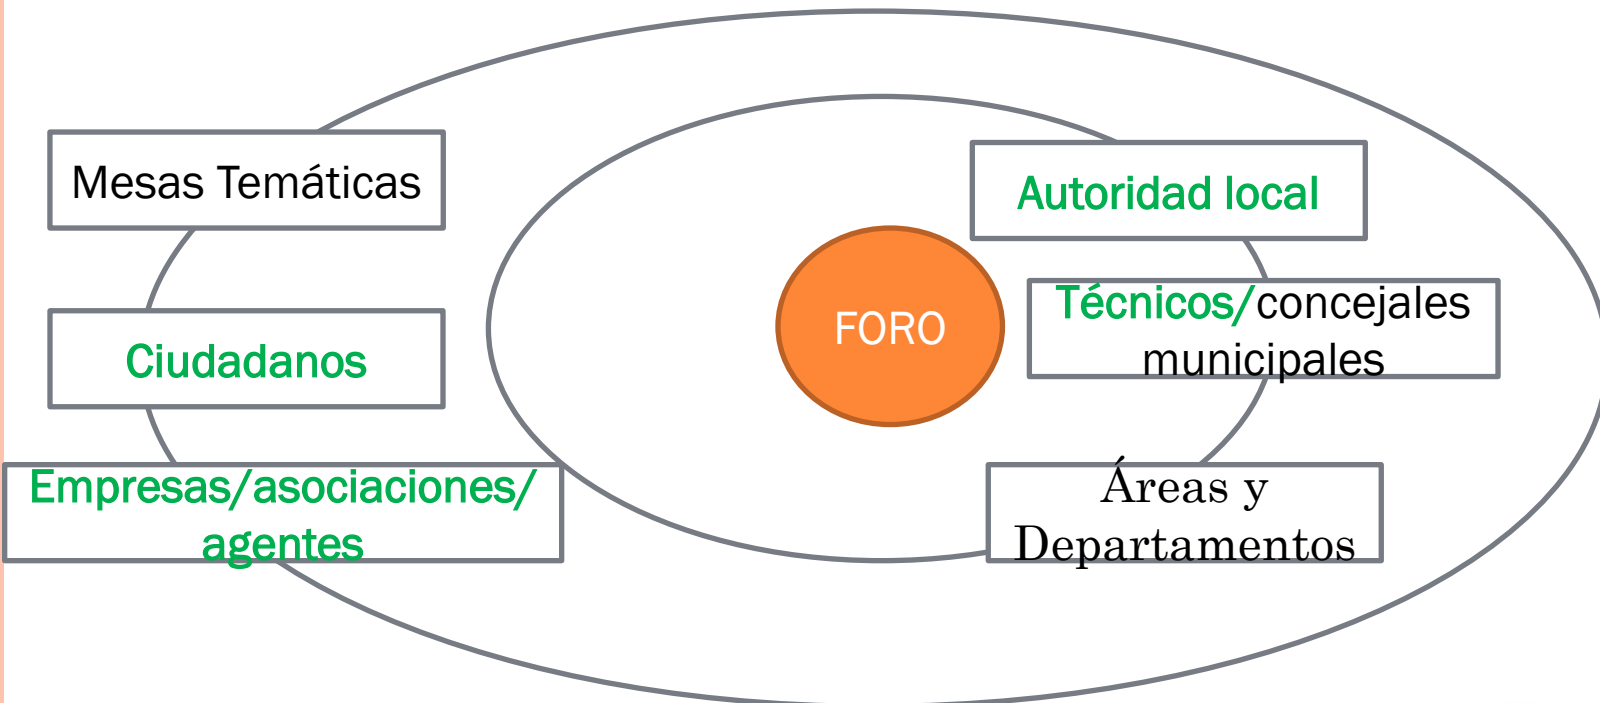 Mesas Temáticas
Ciudadanos
Empresas/asociaciones/
agentes
FORO
Autoridad local
Técnicos/concejales
municipales
Áreas y
Departamentos